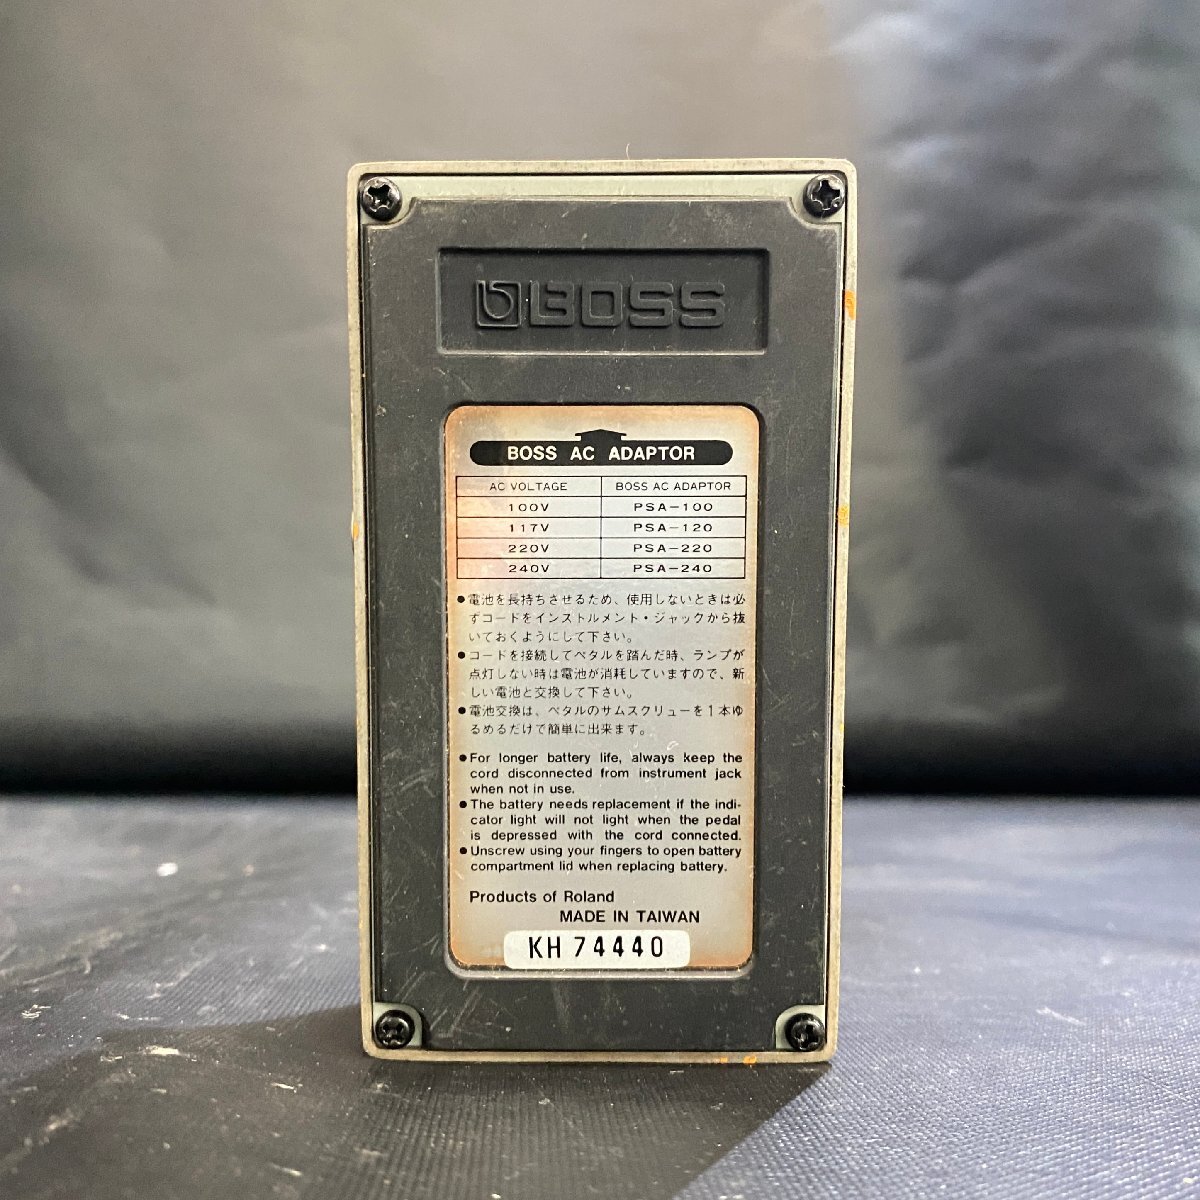 BOSS
BOSS AC ADAPTOR
AC VOLTAGE BOSS AC ADAPTOR
100V PSA-100
117V PSA-120
220V PSA-220
240V PSA-240
●電池を長持ちさせるため、使用しないときは必
ずコードをインストルメント・ジャックから抜
いておくようにして下さい。
●コードを接続してペタルを踏んだ時、ランプが
点灯しない時は電池が消耗していますので、新
しい電池と交換して下さい。
●電池交換は、ペタルのサムスクリューを1本ゆ
るめるだけで簡単に出来ます。
●For longer battery life, always keep the
cord disconnected from instrument jack
when not in use.
●The battery needs replacement if the indi-
cator light will not light when the pedal
is depressed with the cord connected.
●Unscrew using your fingers to open battery
compartment lid when replacing battery.
Products of Roland
MADE IN TAIWAN
KH 74440